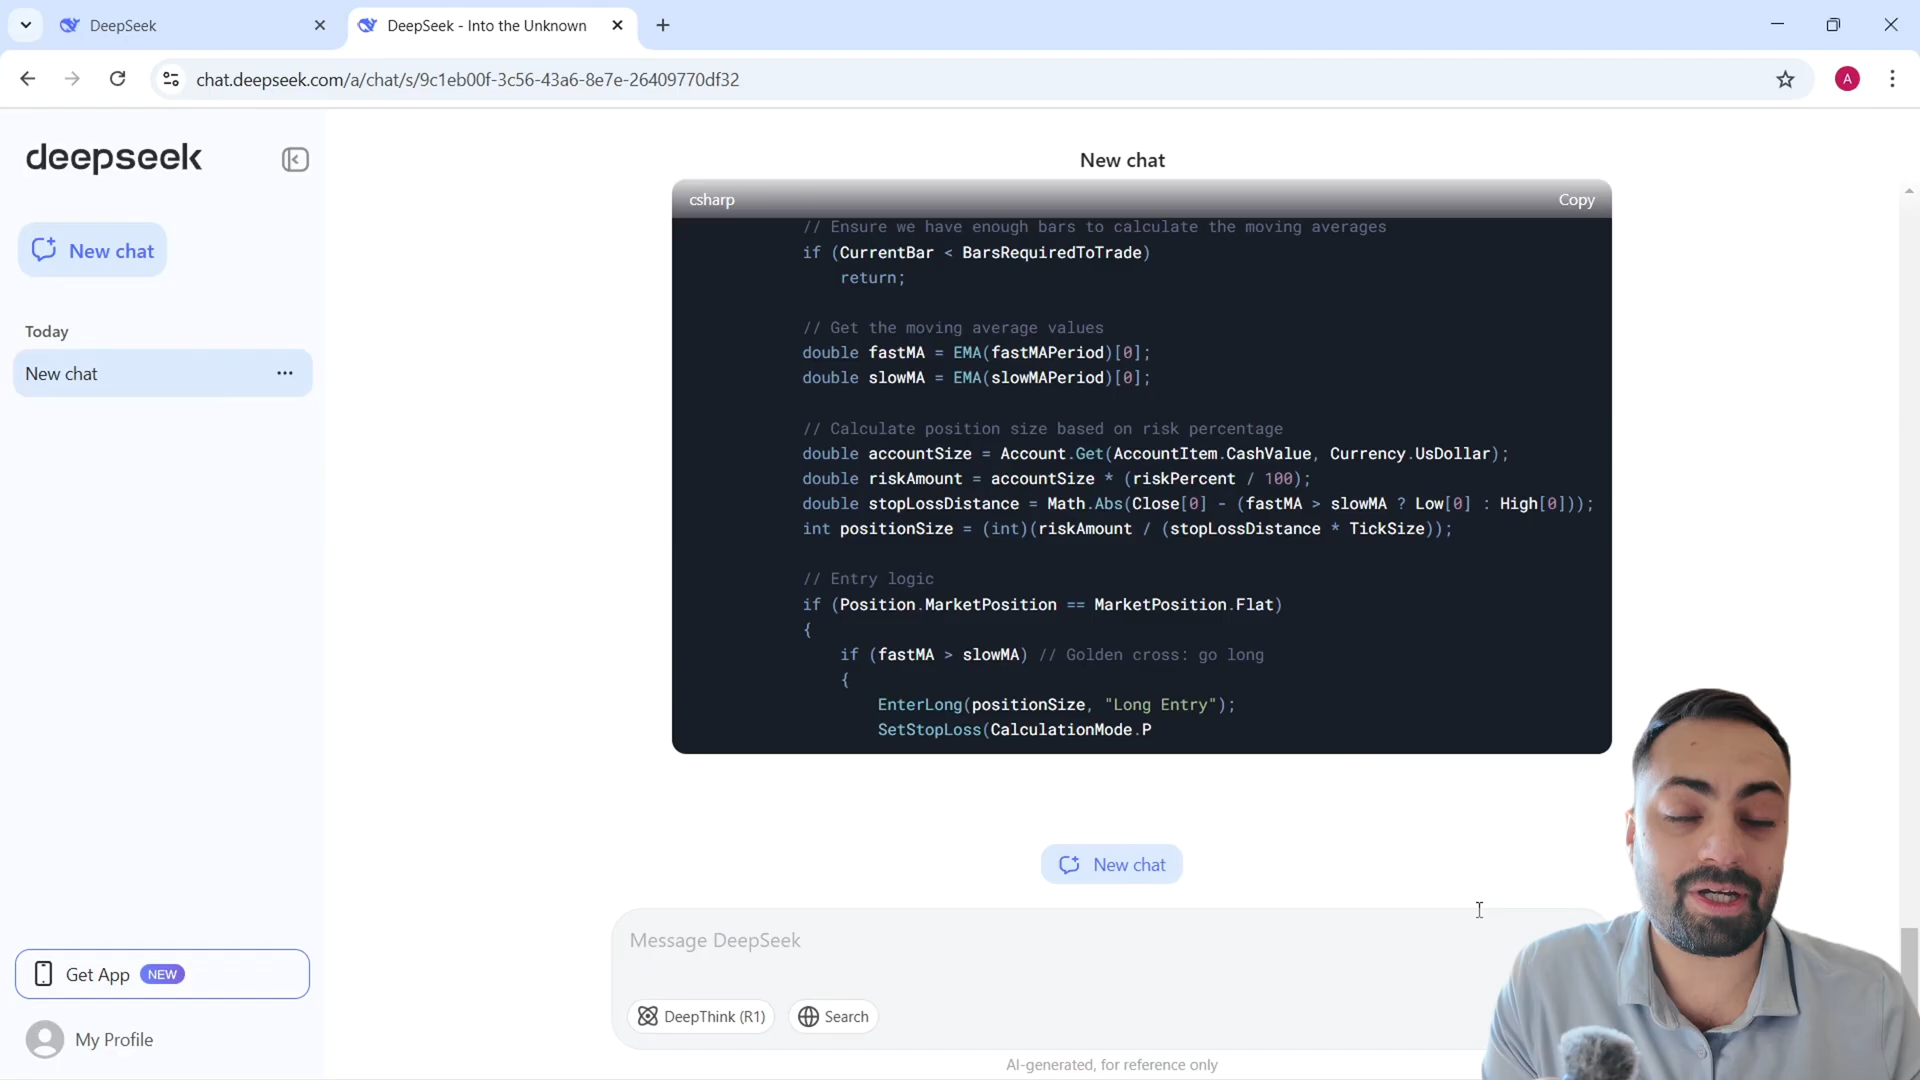 DeepSeek
DeepSeek - Into the Unknown
chat.deepseek.com/a/chat/s/9c1eb00f-3c56-43a6-8e7e-26409770df32
A
deepseek
New chat
Today
New chat
Get App NEW
My Profile
New chat
csharp
Copy
// Ensure we have enough bars to calculate the moving averages
if (CurrentBar < BarsRequiredToTrade)
return;
// Get the moving average values
double fastMA = EMA(fastMAPeriod)[0];
double slowMA = EMA(slowMAPeriod)[0];
// Calculate position size based on risk percentage
double accountSize = Account.Get(AccountItem.CashValue, Currency.UsDollar);
double riskAmount = accountSize * (riskPercent / 100);
double stopLossDistance = Math.Abs(Close[0] - (fastMA > slowMA ? Low[0] : High[0]));
int positionSize = (int)(riskAmount / (stopLossDistance * TickSize));
// Entry logic
if (Position.MarketPosition == MarketPosition.Flat)
{
if (fastMA > slowMA) // Golden cross: go long
{
EnterLong(positionSize, "Long Entry");
SetStopLoss(CalculationMode.P
New chat
Message DeepSeek
DeepThink (R1)
Search
AI-generated, for reference only